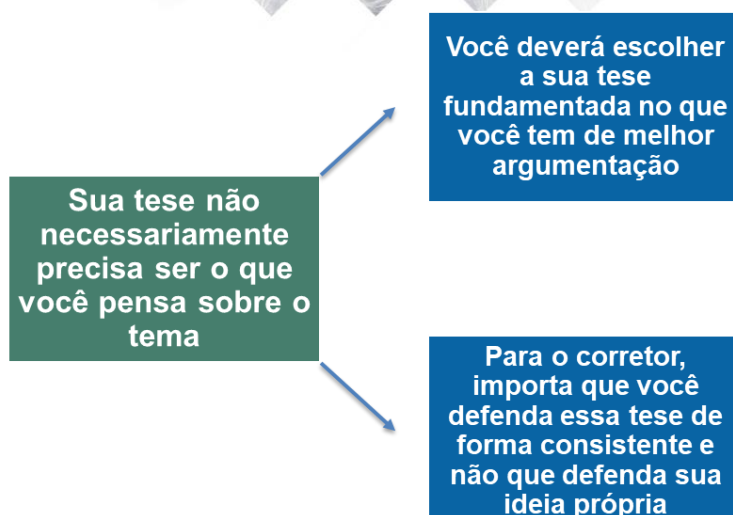 Você deverá escolher
a sua tese
fundamentada no que
você tem de melhor
argumentação
Sua tese não
necessariamente
precisa ser o que
você pensa sobre o
tema
Para o corretor,
importa que você
defenda essa tese de
forma consistente e
não que defenda sua
ideia própria